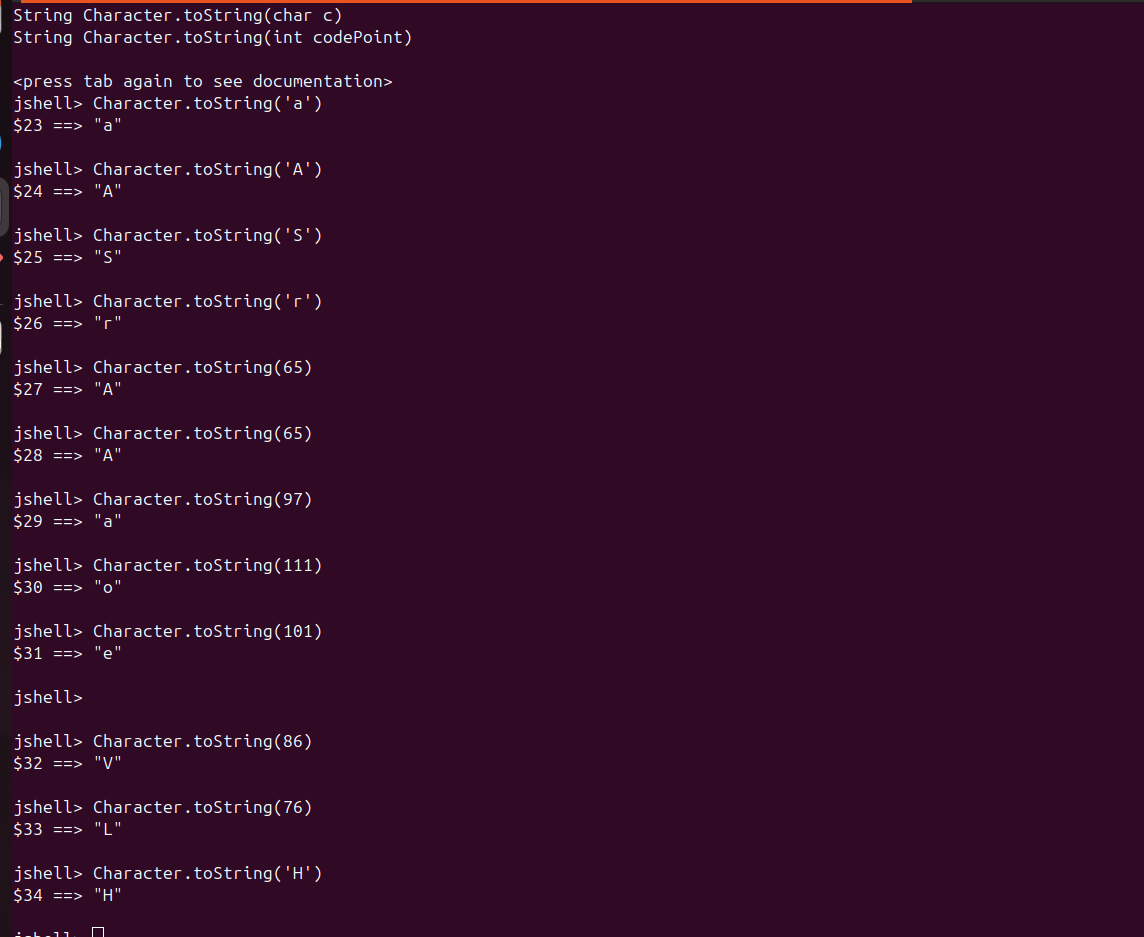 String Character.toString(char c)
String Character.toString(int codePoint)
<press tab again to see documentation>
jshell> Character.toString('a')
$23 ==> "a"
jshell> Character.toString('A')
$24 ==> "A"
jshell> Character.toString('S')
$25 ==> "S"
jshell> Character.toString('r')
$26 ==> "r"
jshell> Character.toString(65)
$27 ==> "A"
jshell> Character.toString(65)
$28 ==> "A"
jshell> Character.toString(97)
$29 ==> "a"
jshell> Character.toString(111)
$30 ==> "o"
jshell> Character.toString(101)
$31 ==> "e"
jshell>
jshell> Character.toString(86)
$32 ==> "V"
jshell> Character.toString(76)
$33 ==> "L"
jshell> Character.toString('H')
$34 ==> "H"
jshell>